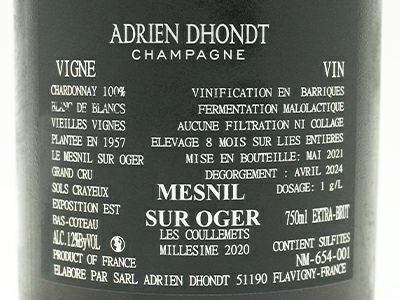 ADRIEN DHONDT
CHAMPAGNE
VIGNE
CHARDONNAY 100%
BLANC DE BLANCS
VIEILLES VIGNES
PLANTEE EN 1957
LE MESNIL SUR OGER
GRAND CRU
SOLS CRAYEUX
EXPOSITION EST
BAS-COTEAU
ALC. 12%ByVOL
PRODUCT OF FRANCE
VIN
VINIFICATION EN BARRIQUES
FERMENTATION MALOLACTIQUE
AUCUNE FILTRATION NI COLLAGE
ELEVAGE 8 MOIS SUR LIES ENTIERES
MISE EN BOUTEILLE: MAI 2021
DEGORGEMENT : AVRIL 2024
DOSAGE: 1 g/L
750ml EXTRA-BRUT
CONTIENT SULFITES
NM-654-001
MESNIL
SUR OGER
LES COULLEMETS
MILLESIME 2020
ELABORE PAR SARL ADRIEN DHONDT 51190 FLAVIGNY-FRANCE